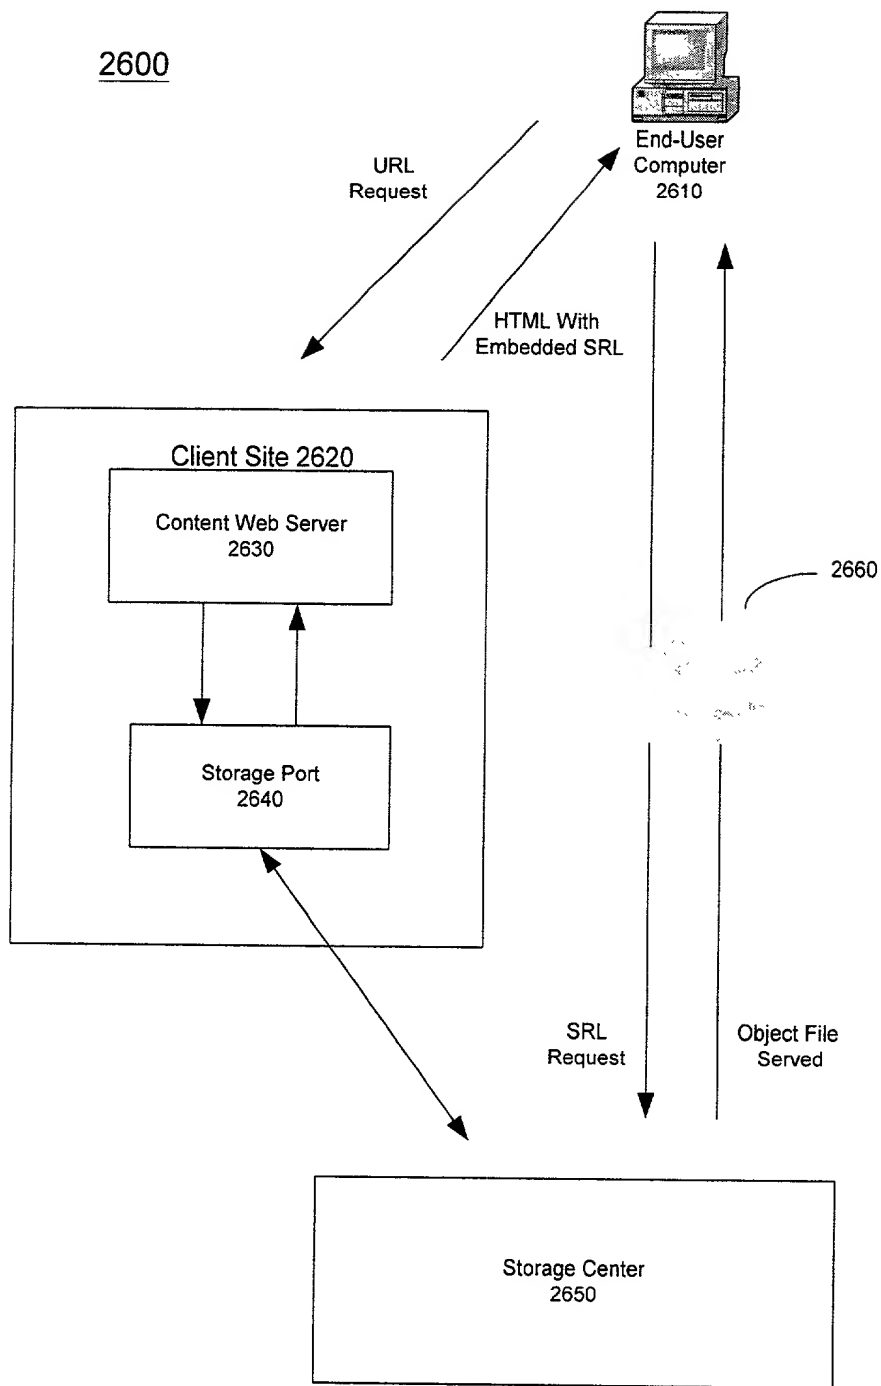 2600
End-User
Computer
2610
URL
Request
HTML With
Embedded SRL
Client Site 2620
Content Web Server
2630
2660
Storage Port
2640
SRL
Request
Object File
Served
Storage Center
2650